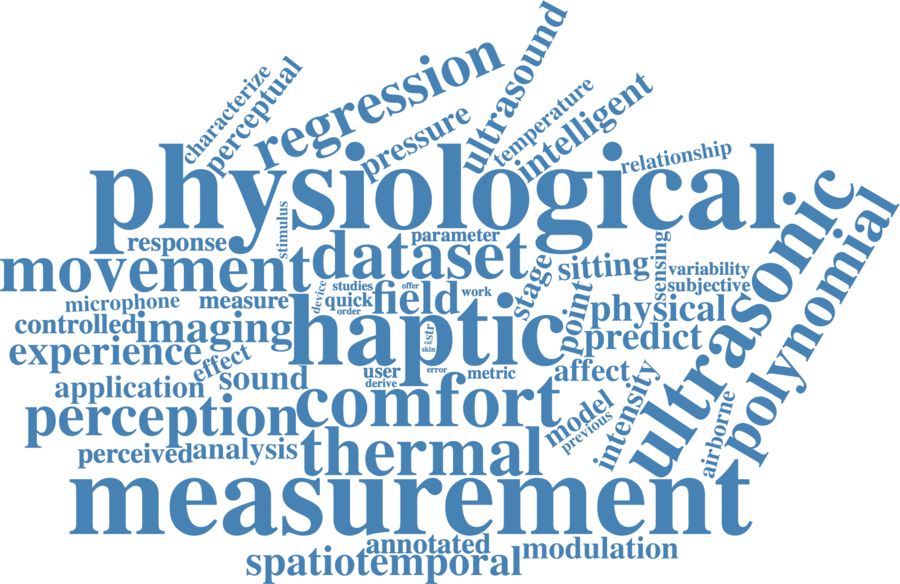 characterize
perceptual
regression
pressure
ultrasound
temperature
intelligent
relationship
physiological
stimulus
response
movement
dataset
parameter
stage
sitting
sensing
variability
subjective
ultrasonic
polynomial
microphone
measure
device
studies
quick
order
field
offer
work
point
physical
controlled
imaging
haptic
str
skin
error
predict
experience
effect
sound
user
derive
metric
affect
application
perception
comfort
model
previous
intensity
airborne
perceived
analysis
thermal
measurement
annotated
modulation
spatiotemporal